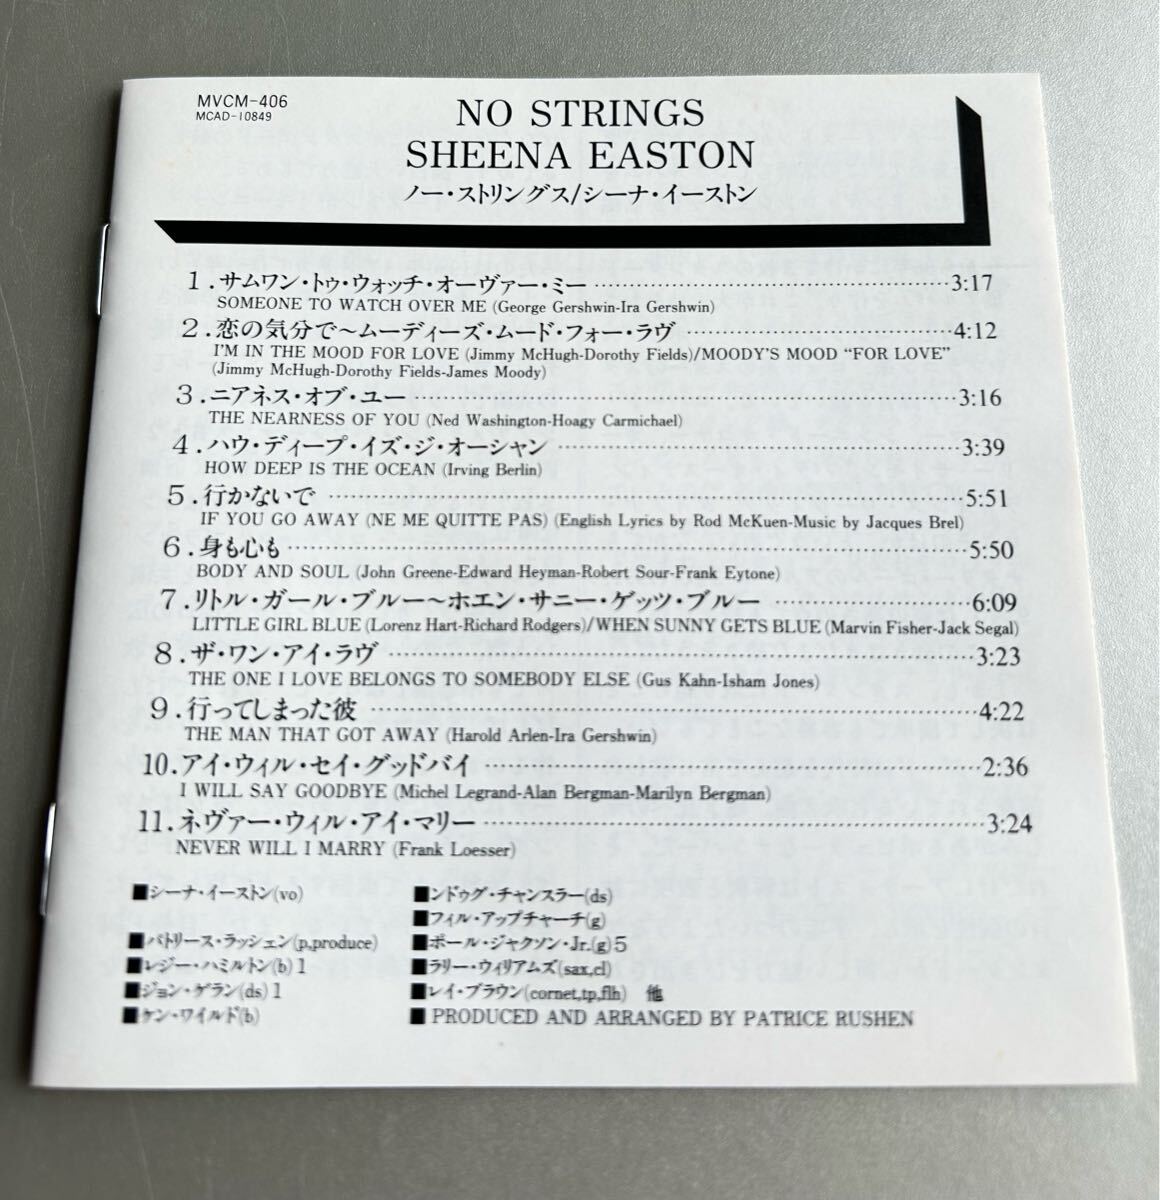 MVCM-406
MCAD-10849
NO STRINGS
SHEENA EASTON
ノー・ストリングス/シーナ・イーストン
1.サムワン・トゥ・ウォッチ・オーヴァー・ミー 3:17
SOMEONE TO WATCH OVER ME (George Gershwin-Ira Gershwin)
2.恋の気分で～ムーディーズ・ムード・フォー・ラヴ 4:12
I'M IN THE MOOD FOR LOVE (Jimmy McHugh-Dorothy Fields)/MOODY'S MOOD “FOR LOVE”
(Jimmy McHugh-Dorothy Fields-James Moody)
3.ニアネス・オブ・ユー 3:16
THE NEARNESS OF YOU (Ned Washington-Hoagy Carmichael)
4.ハウ・ディープ・イズ・ジ・オーシャン 3:39
HOW DEEP IS THE OCEAN (Irving Berlin)
5.行かないで 5:51
IF YOU GO AWAY (NE ME QUITTE PAS) (English Lyrics by Rod McKuen-Music by Jacques Brel)
6.身も心も 5:50
BODY AND SOUL (John Greene-Edward Heyman-Robert Sour-Frank Eytone)
7.リトル・ガール・ブルー～ホエン・サニー・ゲッツ・ブルー 6:09
LITTLE GIRL BLUE (Lorenz Hart-Richard Rodgers)/WHEN SUNNY GETS BLUE (Marvin Fisher-Jack Segal)
8.ザ・ワン・アイ・ラヴ 3:23
THE ONE I LOVE BELONGS TO SOMEBODY ELSE (Gus Kahn-Isham Jones)
9.行ってしまった彼 4:22
THE MAN THAT GOT AWAY (Harold Arlen-Ira Gershwin)
10.アイ・ウィル・セイ・グッドバイ 2:36
I WILL SAY GOODBYE (Michel Legrand-Alan Bergman-Marilyn Bergman)
11.ネヴァー・ウィル・アイ・マリー 3:24
NEVER WILL I MARRY (Frank Loesser)
■シーナ・イーストン(vo)
■パトリース・ラッシェン(p,produce)
■レジー・ハミルトン(b)1
■ジョン・ゲラン(ds)1
■ケン・ワイルド(b)
■ンドゥグ・チャンスラー(ds)
■フィル・アップチャーチ(g)
■ポール・ジャクソン・Jr.(g)5
■ラリー・ウィリアムズ(sax,cl)
■レイ・ブラウン(cornet,tp,flh) 他
■ PRODUCED AND ARRANGED BY PATRICE RUSHEN